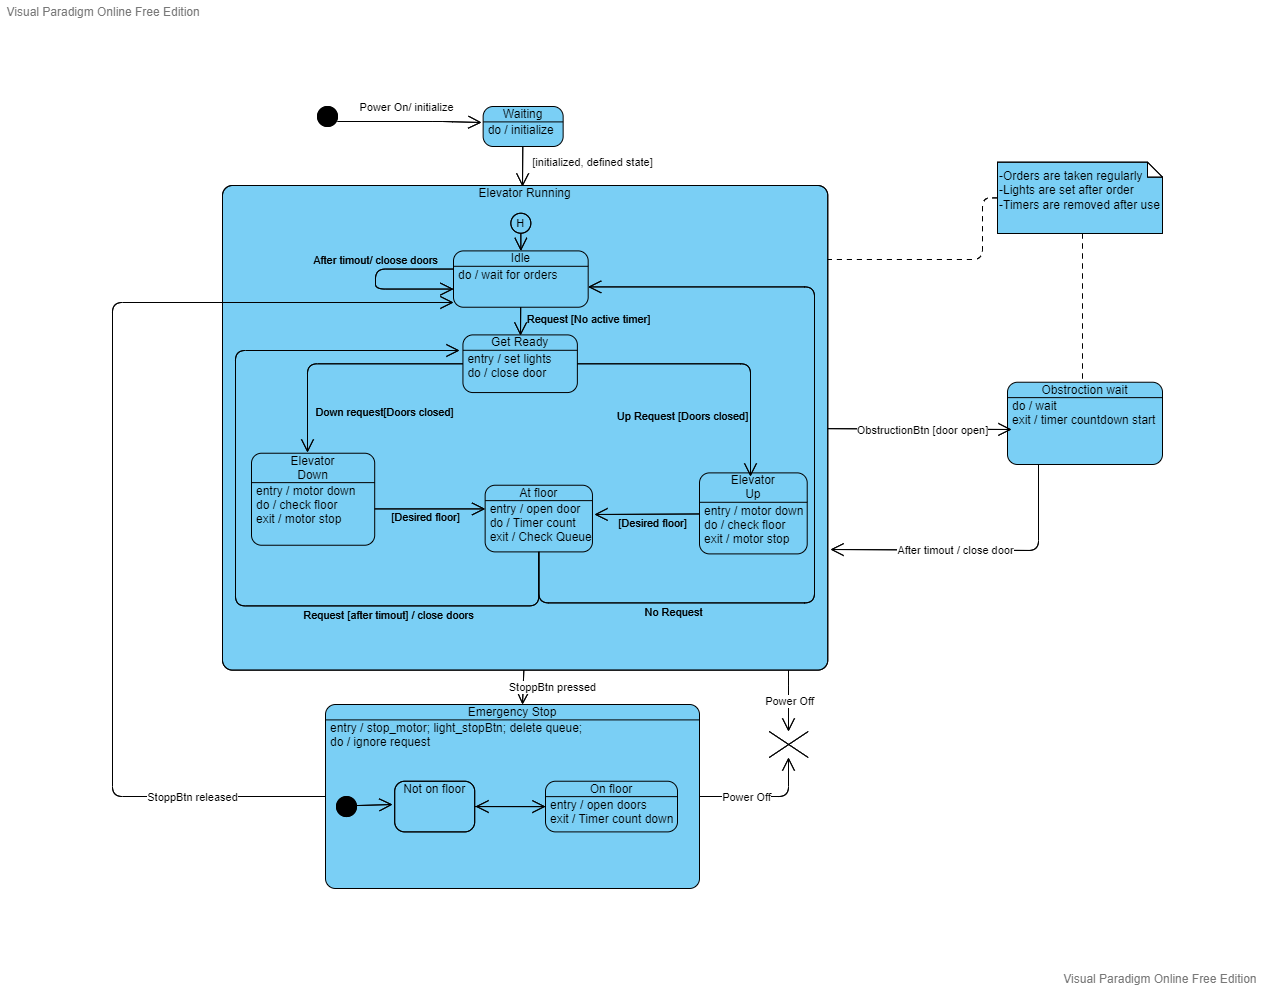 Visual Paradigm Online Free Edition
Power On/ initialize
Waiting
do / initialize
[initialized, defined state]
-Orders are taken regularly
-Lights are set after order
-Timers are removed after use
Elevator Running
H
After timout/ cloose doors
Idle
do / wait for orders
Request [No active timer]
Get Ready
entry / set lights
do / close door
Down request[Doors closed]
Up Request [Doors closed]
Obstroction wait
do / wait
exit / timer countdown start
ObstructionBtn [door open]
Elevator
Down
entry / motor down
do / check floor
exit / motor stop
[Desired floor]
At floor
entry / open door
do / Timer count
exit / Check Queue
[Desired floor]
Elevator
Up
entry / motor down
do / check floor
exit / motor stop
After timout / close door
Request [after timout] / close doors
No Request
StoppBtn pressed
Power Off
Emergency Stop
entry / stop_motor; light_stopBtn; delete queue;
do / ignore request
Not on floor
On floor
entry / open doors
exit / Timer count down
StoppBtn released
Power Off
Visual Paradigm Online Free Edition